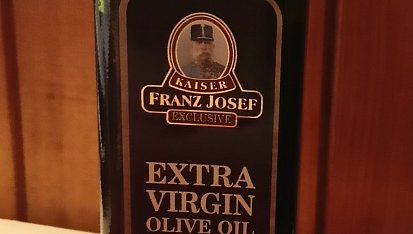 KAISER
FRANZ JOSEF
EXCLUSIVE
EXTRA
VIRGIN
OLIVE OIL